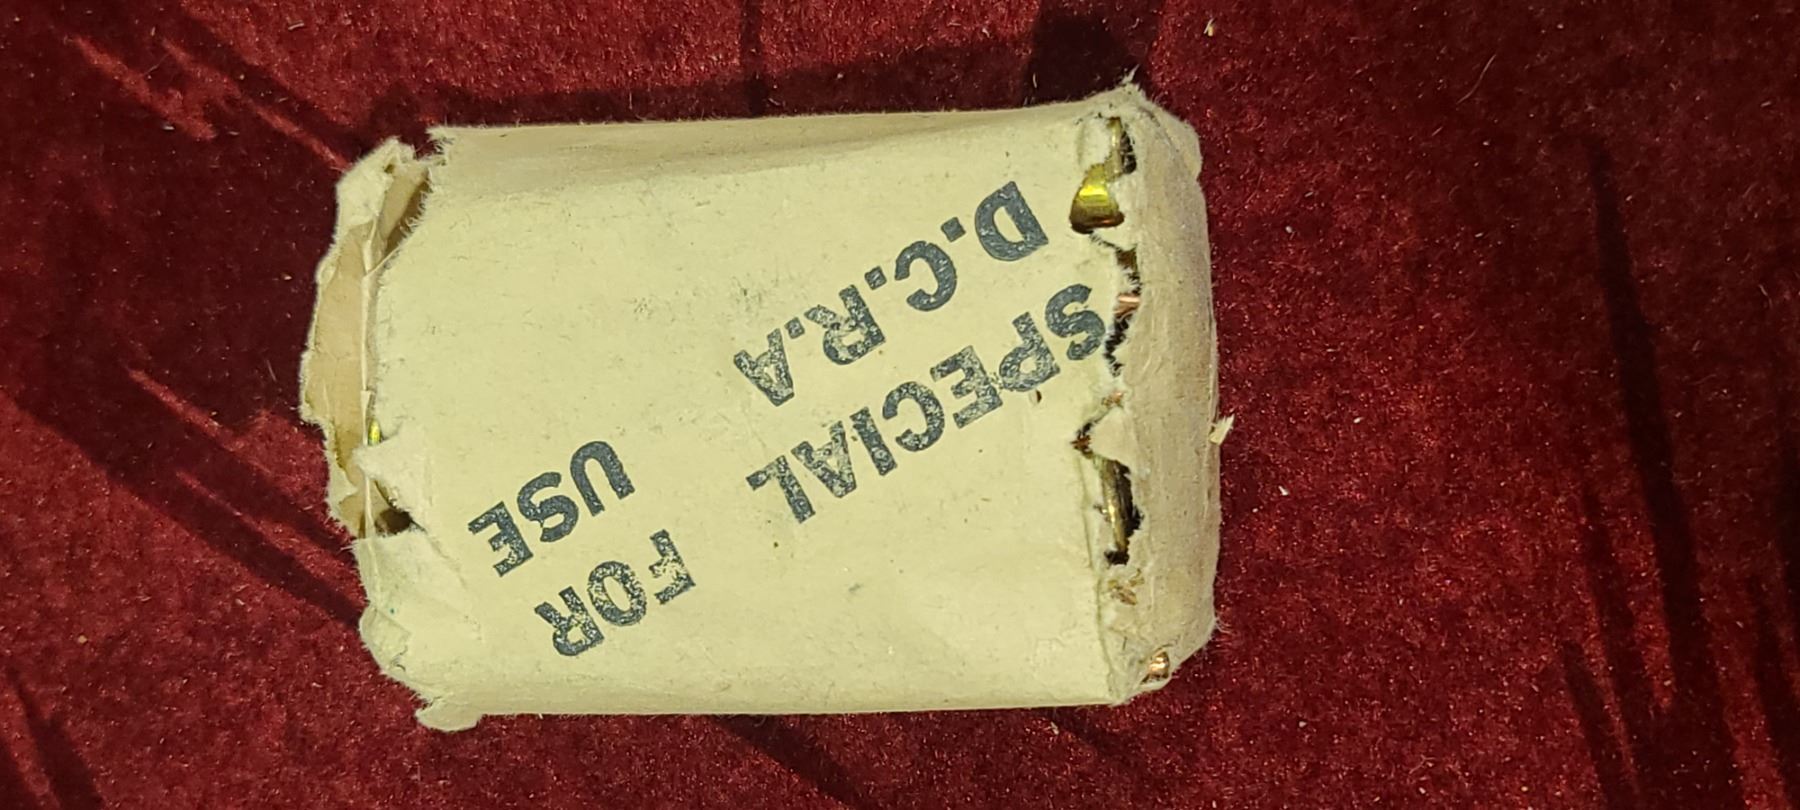 SPECIAL FOR
D.C.R.A USE